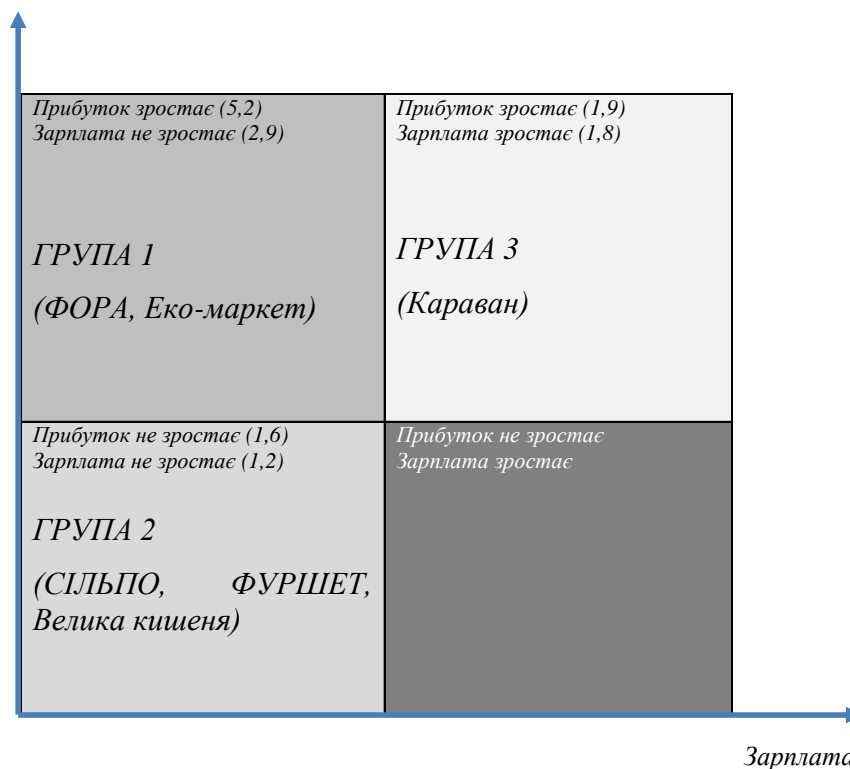 Прибуток зростає (5,2)
Зарплата не зростає (2,9)
ГРУПА 1
(ФОРА, Еко-маркет)
Прибуток зростає (1,9)
Зарплата зростає (1,8)
ГРУПА 3
(Караван)
Прибуток не зростає (1,6)
Зарплата не зростає (1,2)
ГРУПА 2
(СІЛЬПО, ФУРШЕТ,
Велика кишеня)
Прибуток не зростає
Зарплата зростає
Зарплата